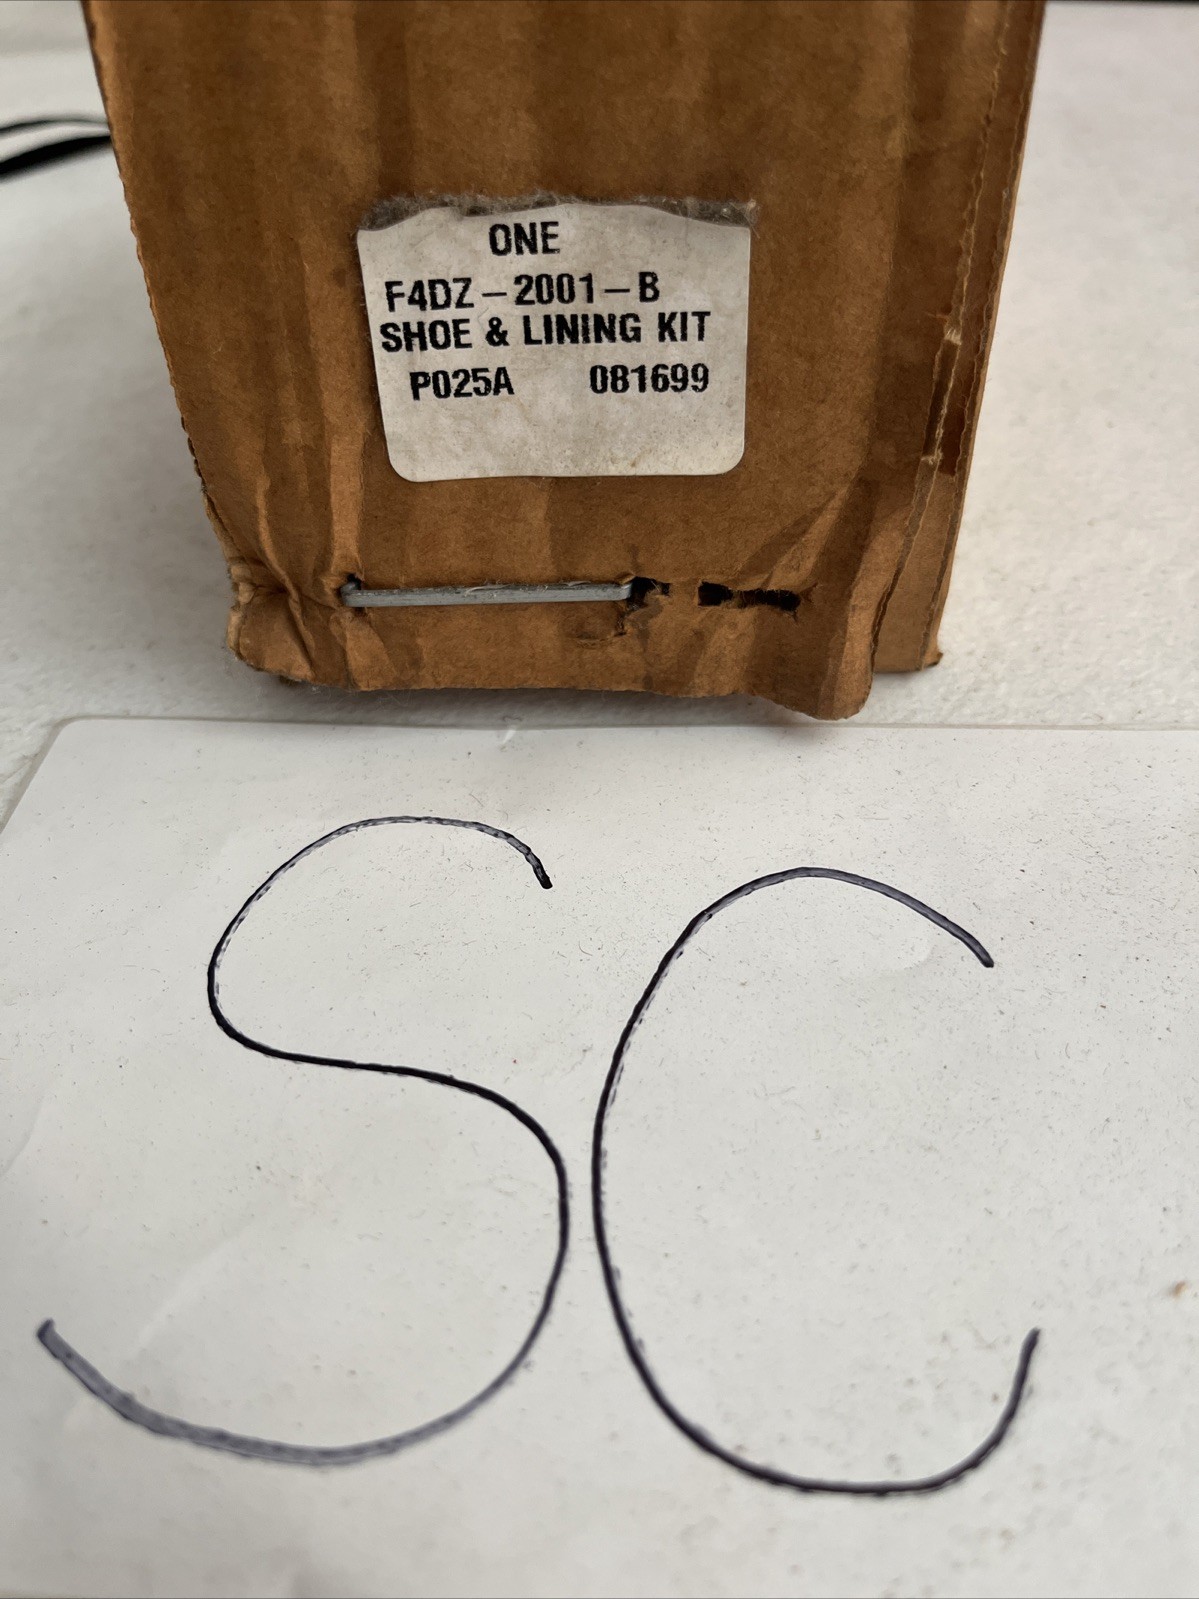 ONE
F4DZ-2001-B
SHOE & LINING KIT
P025A 081699
SC